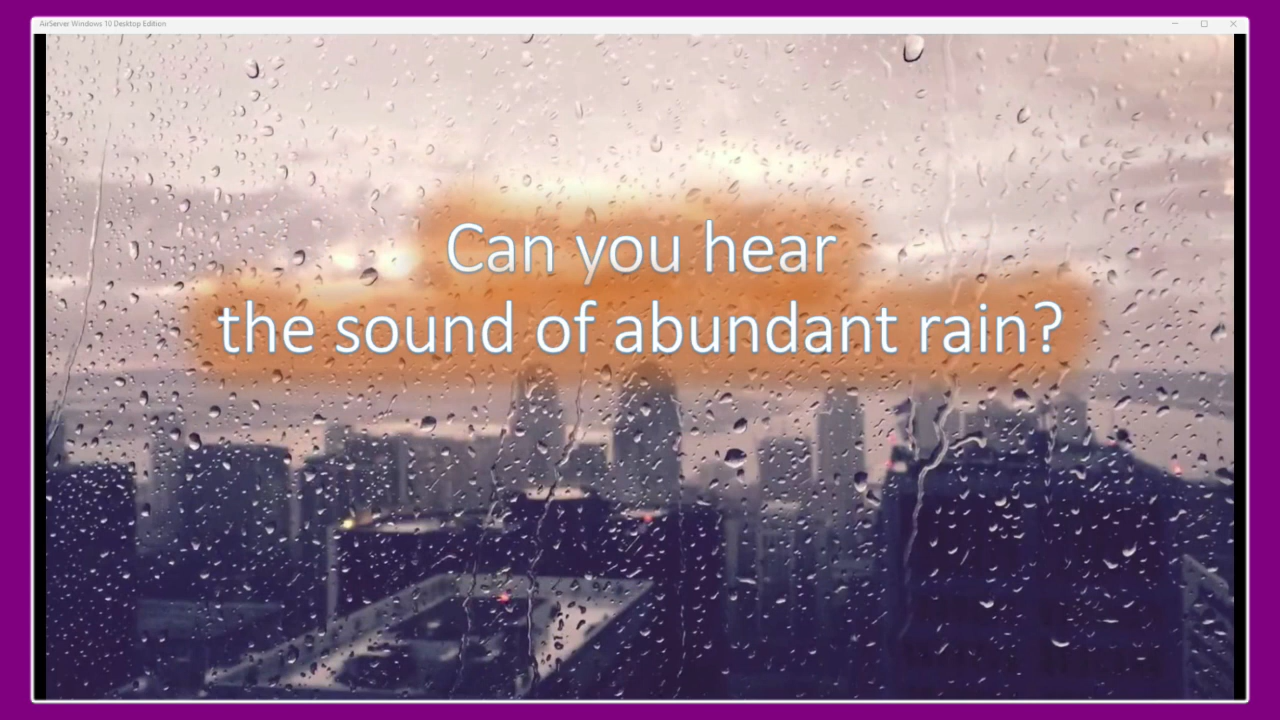 AirServer Windows 10 Desktop Edition
Can you hear
the sound of abundant rain?